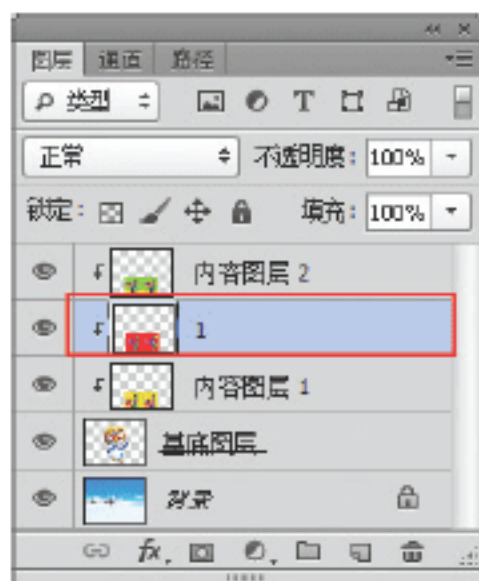 图层 通道 路径
类型
正常 不透明度: 100%
锁定: 填充: 100%
内容图层 2
1
内容图层 1
基底图层
背景
fx